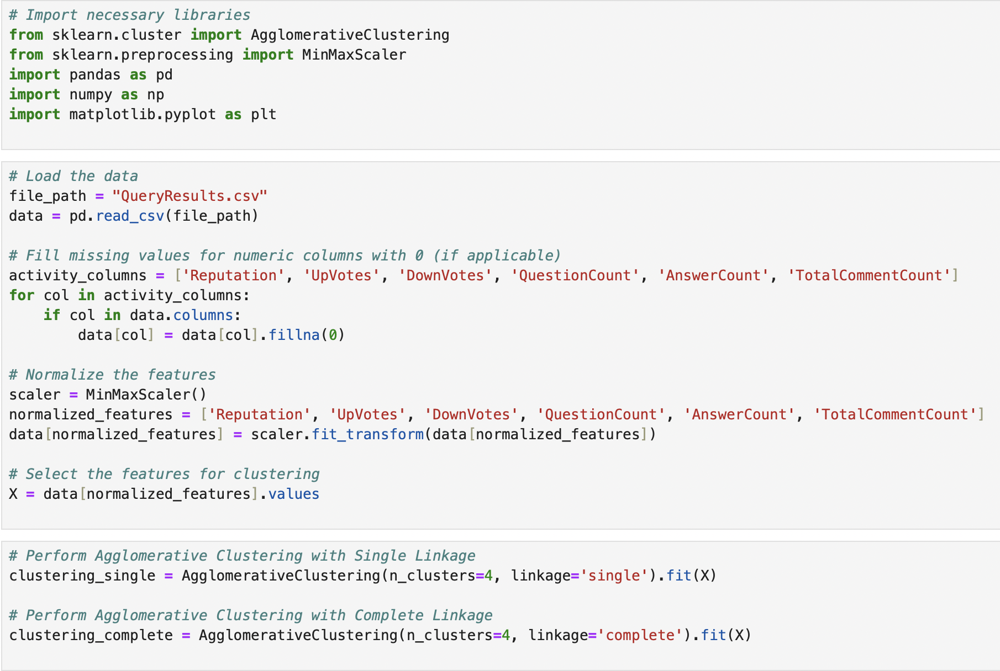 # Import necessary libraries
from sklearn.cluster import AgglomerativeClustering
from sklearn.preprocessing import MinMaxScaler
import pandas as pd
import numpy as np
import matplotlib.pyplot as plt
# Load the data
file_path = "QueryResults.csv"
data = pd.read_csv(file_path)
# Fill missing values for numeric columns with 0 (if applicable)
activity_columns = ['Reputation', 'UpVotes', 'DownVotes', 'QuestionCount', 'AnswerCount', 'TotalCommentCount']
for col in activity_columns:
    if col in data.columns:
        data[col] = data[col].fillna(0)
# Normalize the features
scaler = MinMaxScaler()
normalized_features = ['Reputation', 'UpVotes', 'DownVotes', 'QuestionCount', 'AnswerCount', 'TotalCommentCount']
data[normalized_features] = scaler.fit_transform(data[normalized_features])
# Select the features for clustering
X = data[normalized_features].values
# Perform Agglomerative Clustering with Single Linkage
clustering_single = AgglomerativeClustering(n_clusters=4, linkage='single').fit(X)
# Perform Agglomerative Clustering with Complete Linkage
clustering_complete = AgglomerativeClustering(n_clusters=4, linkage='complete').fit(X)